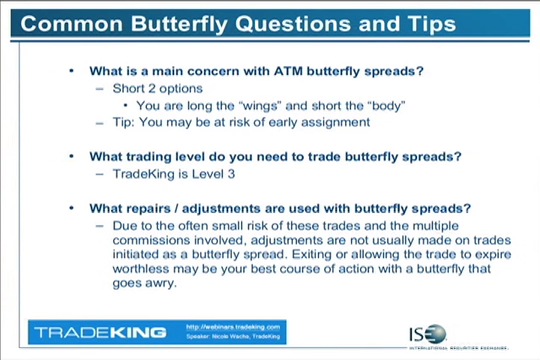 Common Butterfly Questions and Tips
• What is a main concern with ATM butterfly spreads?
– Short 2 options
• You are long the “wings” and short the “body”
– Tip: You may be at risk of early assignment
• What trading level do you need to trade butterfly spreads?
– TradeKing is Level 3
• What repairs / adjustments are used with butterfly spreads?
– Due to the often small risk of these trades and the multiple
commissions involved, adjustments are not usually made on trades
initiated as a butterfly spread. Exiting or allowing the trade to expire
worthless may be your best course of action with a butterfly that
goes awry.
TRADEKING
http://webinars.tradeking.com
Speaker: Nicole Wachs, TradeKing
ISE
INTERNATIONAL SECURITIES EXCHANGE